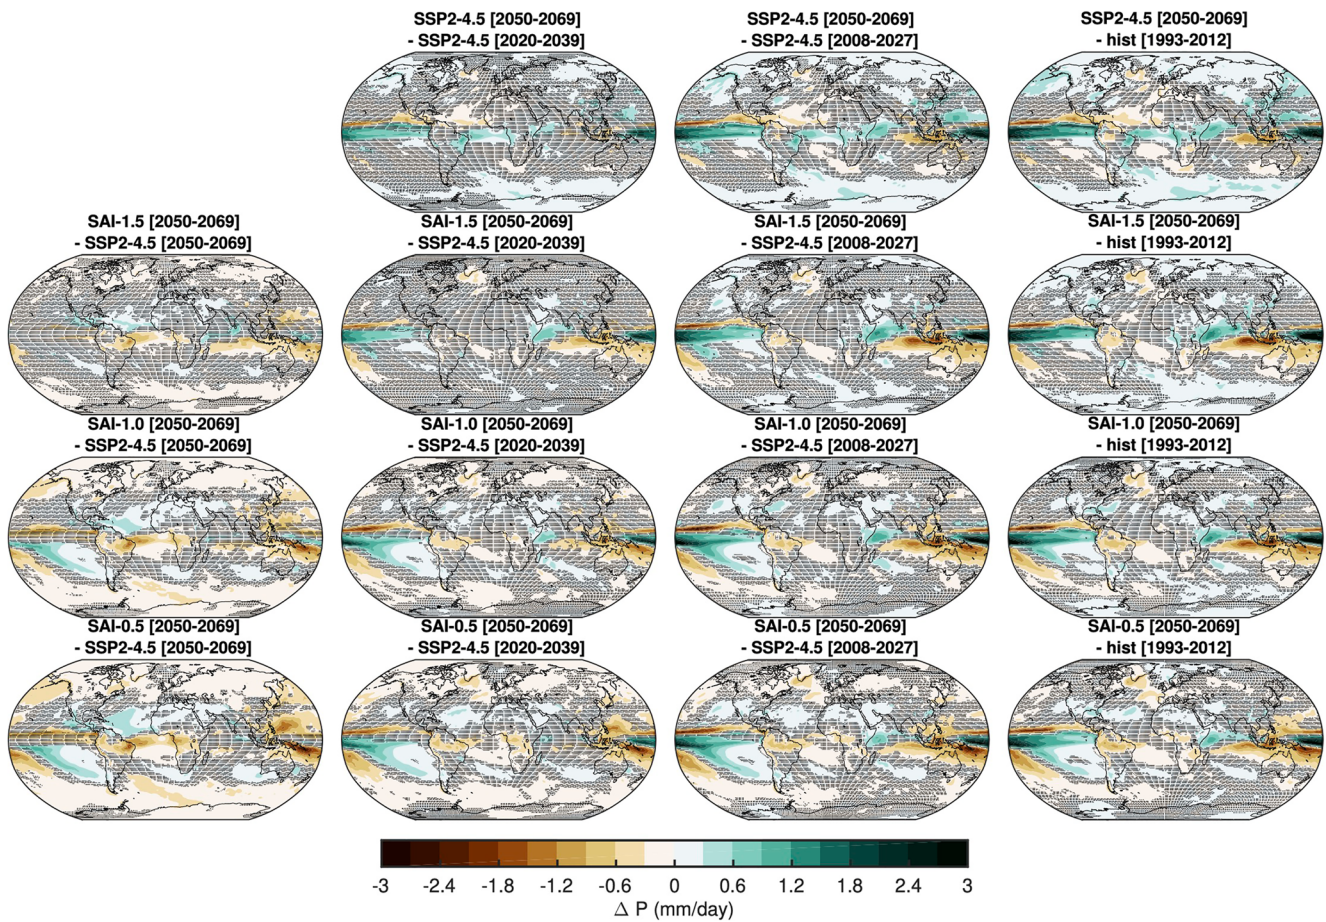 SSP2-4.5 [2050-2069]
- SSP2-4.5 [2020-2039]
SSP2-4.5 [2050-2069]
- SSP2-4.5 [2008-2027]
SSP2-4.5 [2050-2069]
- hist [1993-2012]
SAI-1.5 [2050-2069]
- SSP2-4.5 [2050-2069]
SAI-1.5 [2050-2069]
- SSP2-4.5 [2020-2039]
SAI-1.5 [2050-2069]
- SSP2-4.5 [2008-2027]
SAI-1.5 [2050-2069]
- hist [1993-2012]
SAI-1.0 [2050-2069]
- SSP2-4.5 [2050-2069]
SAI-1.0 [2050-2069]
- SSP2-4.5 [2020-2039]
SAI-1.0 [2050-2069]
- SSP2-4.5 [2008-2027]
SAI-1.0 [2050-2069]
- hist [1993-2012]
SAI-0.5 [2050-2069]
- SSP2-4.5 [2050-2069]
SAI-0.5 [2050-2069]
- SSP2-4.5 [2020-2039]
SAI-0.5 [2050-2069]
- SSP2-4.5 [2008-2027]
SAI-0.5 [2050-2069]
- hist [1993-2012]
-3 -2.4 -1.8 -1.2 -0.6 0 0.6 1.2 1.8 2.4 3
Δ P (mm/day)